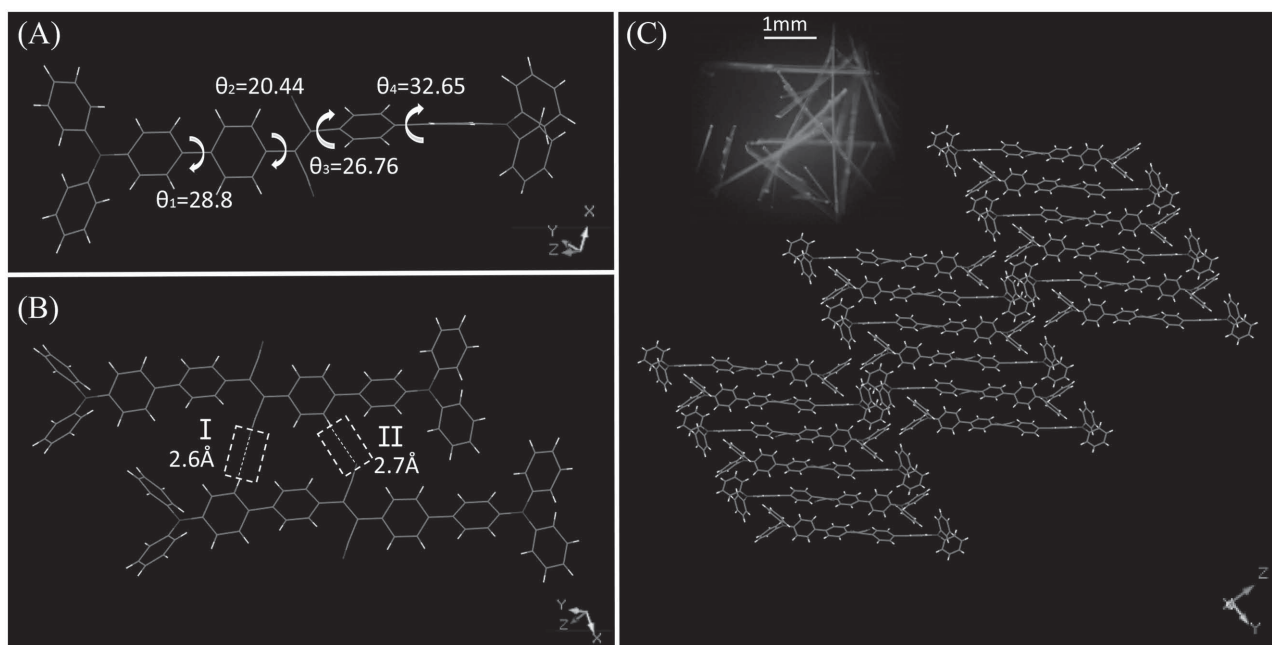 (A)
θ2=20.44
θ4=32.65
θ3=26.76
θ1=28.8
X
Y
Z
(B)
I
2.6Å
II
2.7Å
Y
Z
X
(C)
1mm
Z
X
Y